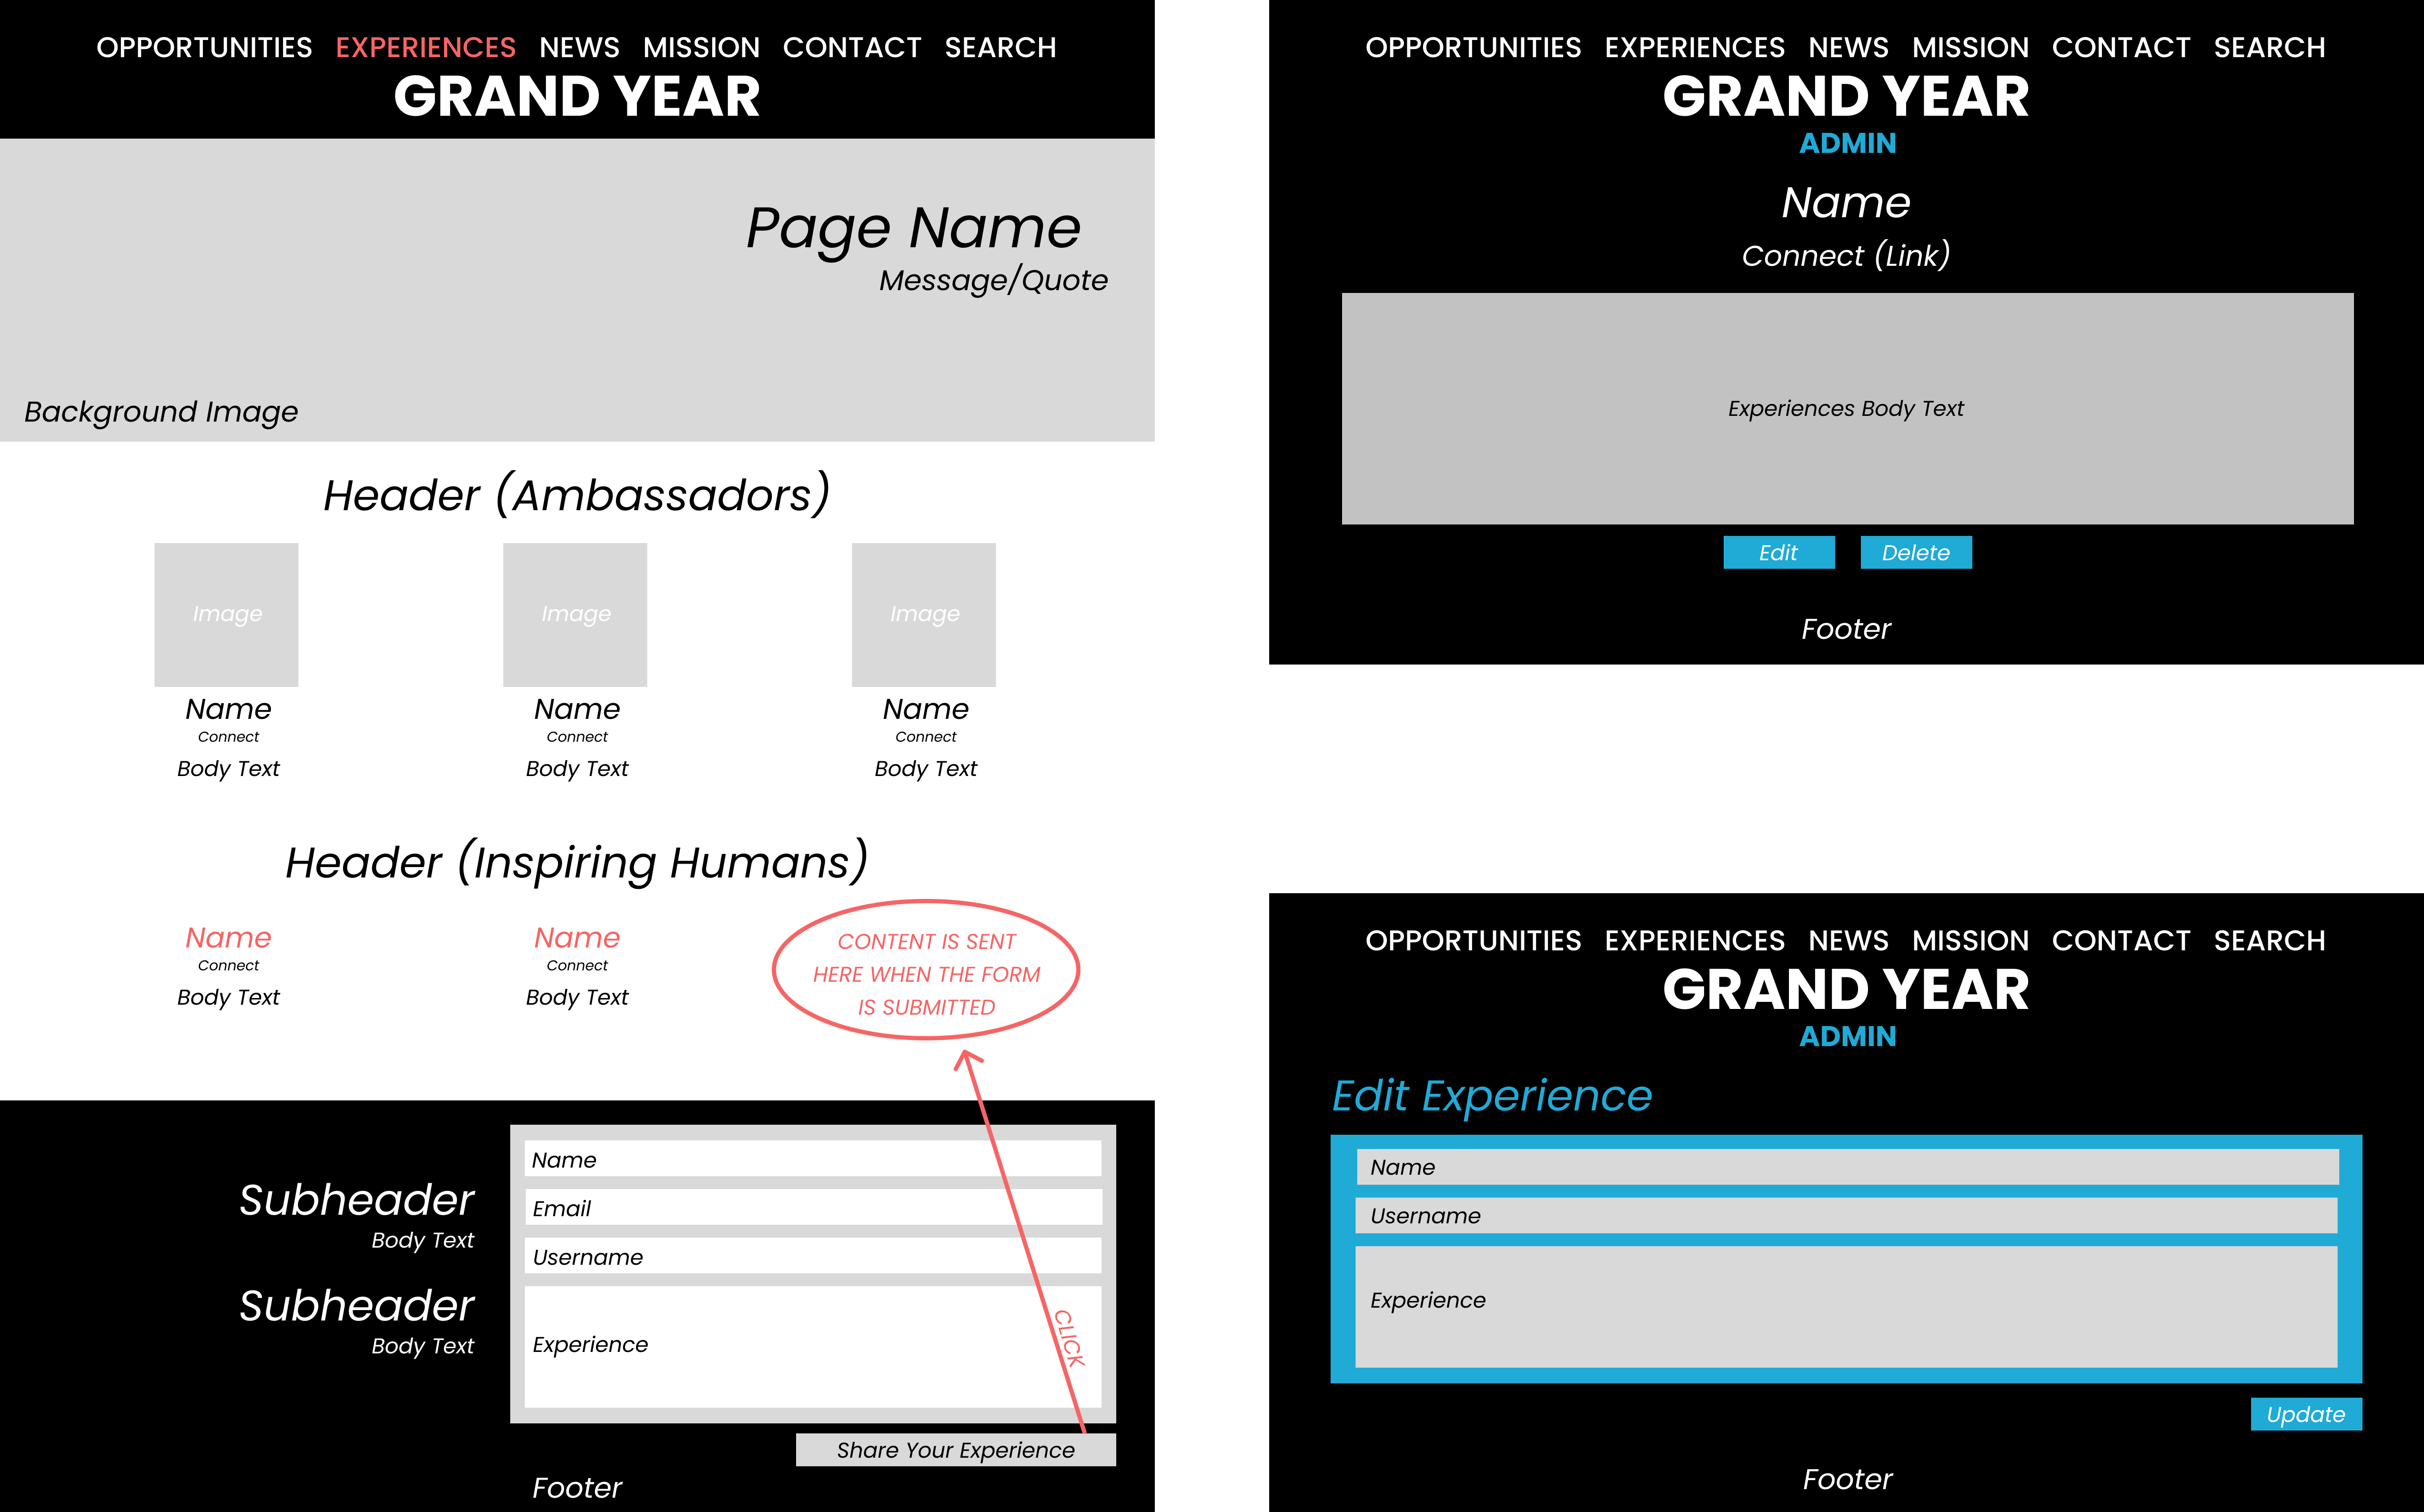 OPPORTUNITIES EXPERIENCES NEWS MISSION CONTACT SEARCH
GRAND YEAR
Page Name
Message/Quote
Background Image
Header (Ambassadors)
Image Image Image
Name Name Name
Connect Connect Connect
Body Text Body Text Body Text
Header (Inspiring Humans)
Name Name
Connect Connect
Body Text Body Text
CONTENT IS SENT
HERE WHEN THE FORM
IS SUBMITTED
Subheader
Body Text
Subheader
Body Text
Name
Email
Username
Experience
CLICK
Share Your Experience
Footer
OPPORTUNITIES EXPERIENCES NEWS MISSION CONTACT SEARCH
GRAND YEAR
ADMIN
Name
Connect (Link)
Experiences Body Text
Edit Delete
Footer
OPPORTUNITIES EXPERIENCES NEWS MISSION CONTACT SEARCH
GRAND YEAR
ADMIN
Edit Experience
Name
Username
Experience
Update
Footer